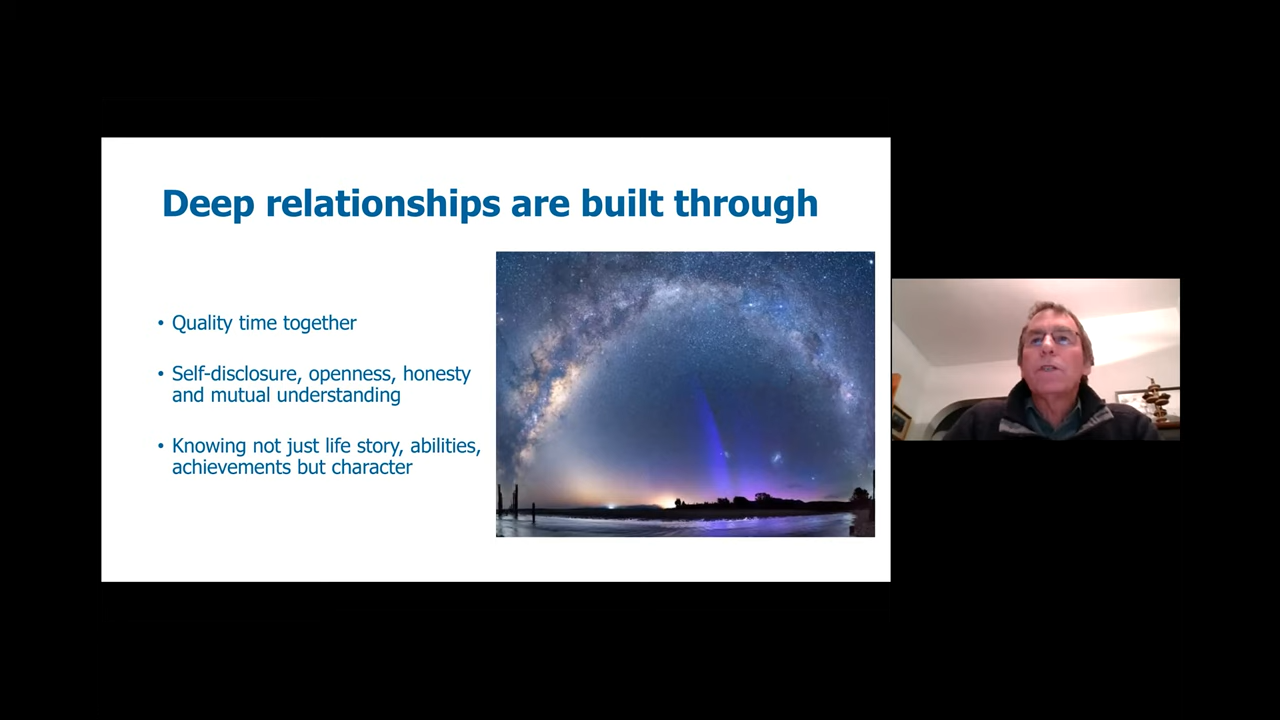 Deep relationships are built through
• Quality time together
• Self-disclosure, openness, honesty
and mutual understanding
• Knowing not just life story, abilities,
achievements but character